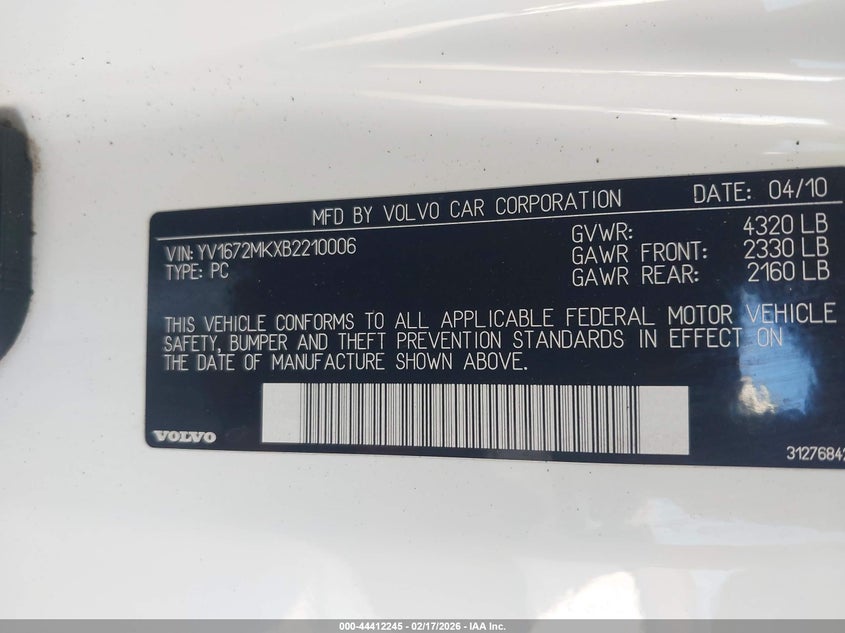 MFD BY VOLVO CAR CORPORATION DATE: 04/10
VIN: YV1672MKXB2210006
TYPE: PC
GVWR: 4320 LB
GAWR FRONT: 2330 LB
GAWR REAR: 2160 LB
THIS VEHICLE CONFORMS TO ALL APPLICABLE FEDERAL MOTOR VEHICLE
SAFETY, BUMPER AND THEFT PREVENTION STANDARDS IN EFFECT ON
THE DATE OF MANUFACTURE SHOWN ABOVE.
VOLVO
31276842
000-44412245 - 02/17/2026 - IAA Inc.